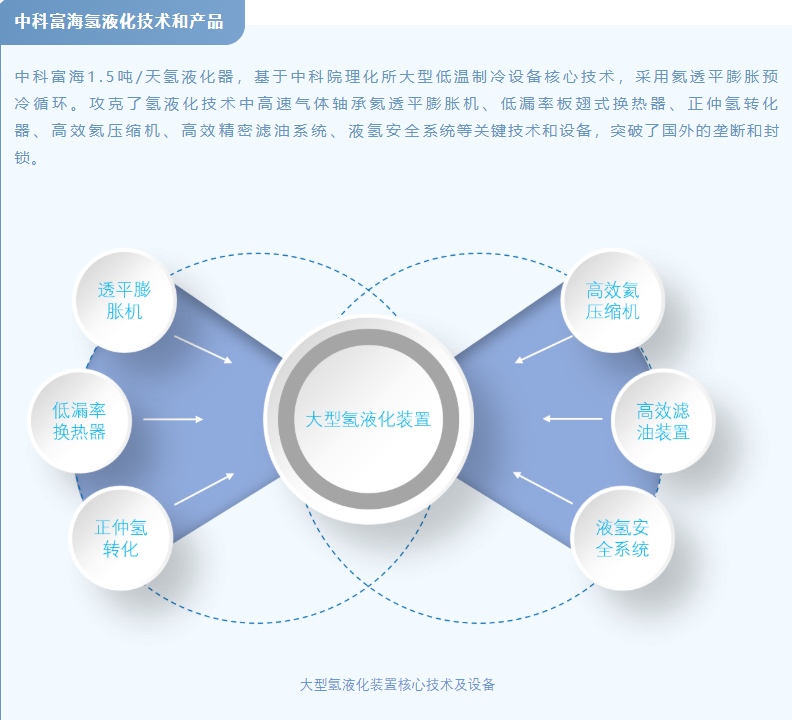 中科富海氢液化技术和产品
中科富海1.5吨/天氢液化器，基于中科院理化所大型低温制冷设备核心技术，采用氦透平膨胀预
冷循环。攻克了氢液化技术中高速气体轴承氦透平膨胀机、低漏率板翅式换热器、正仲氢转化
器、高效氦压缩机、高效精密滤油系统、液氢安全系统等关键技术和设备，突破了国外的垄断和封
锁。
透平膨
胀机
高效氦
压缩机
低漏率
换热器
大型氢液化装置
高效滤
油装置
正仲氢
转化
液氢安
全系统
大型氢液化装置核心技术及设备